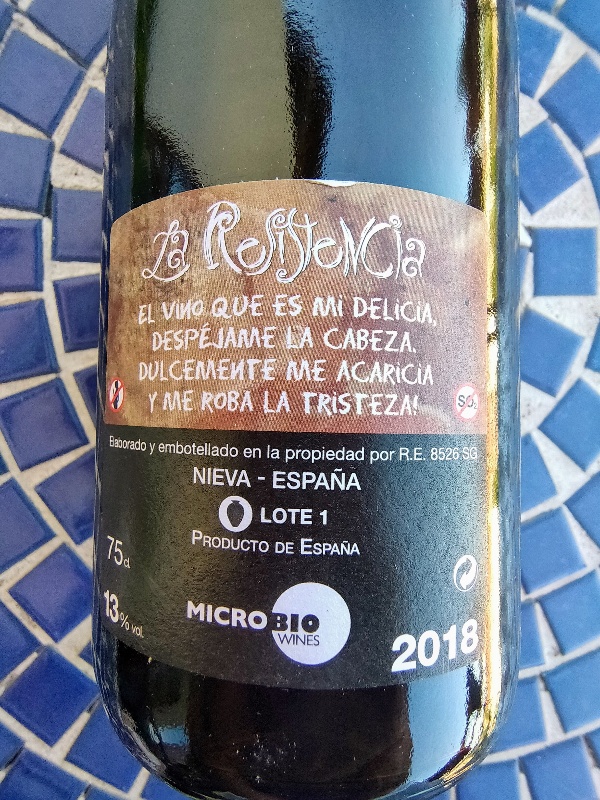 La Resistencia
EL VINO QUE ES MI DELICIA,
DESPÉJAME LA CABEZA,
DULCEMENTE ME ACARICIA
Y ME ROBA LA TRISTEZA!
SO₂
Elaborado y embotellado en la propiedad por R.E. 8526 SG
NIEVA - ESPAÑA
LOTE 1
PRODUCTO DE ESPAÑA
75cl
13% vol.
MICROBIO
WINES
2018